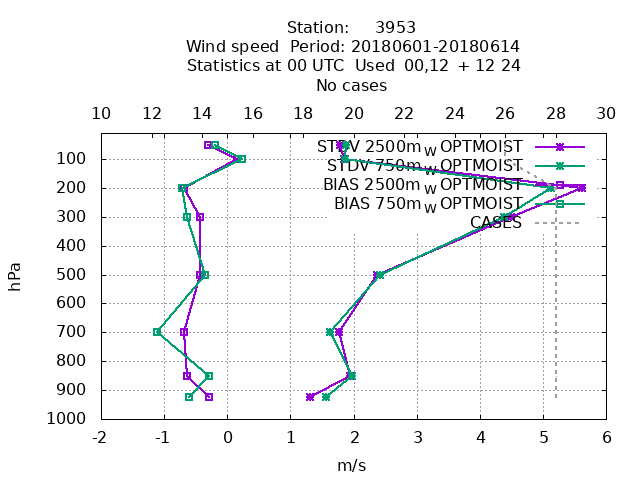 Station: 3953
Wind speed Period: 20180601-20180614
Statistics at 00 UTC Used 00,12 + 12 24
No cases
10 12 14 16 18 20 22 24 26 28 30
STDV 2500m W OPTMOIST
100
STDV 750m W OPTMOIST
BIAS 2500m W OPTMOIST
200
BIAS 750m W OPTMOIST
300
CASES
400
hPa
500
600
700
800
900
1000
-2 -1 0 1 2 3 4 5 6
m/s